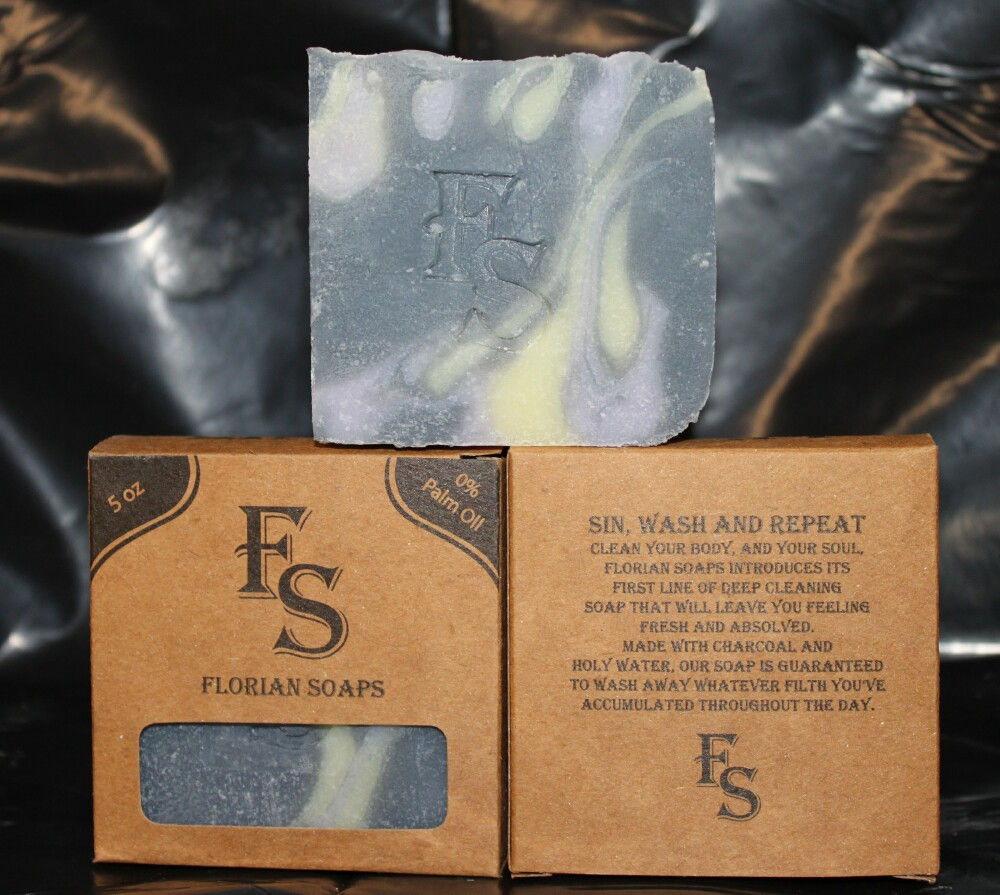 FS
5 oz
0%
Palm Oil
FS
FLORIAN SOAPS
SIN, WASH AND REPEAT
CLEAN YOUR BODY, AND YOUR SOUL,
FLORIAN SOAPS INTRODUCES ITS
FIRST LINE OF DEEP CLEANING
SOAP THAT WILL LEAVE YOU FEELING
FRESH AND ABSOLVED.
MADE WITH CHARCOAL AND
HOLY WATER, OUR SOAP IS GUARANTEED
TO WASH AWAY WHATEVER FILTH YOU'VE
ACCUMULATED THROUGHOUT THE DAY.
FS